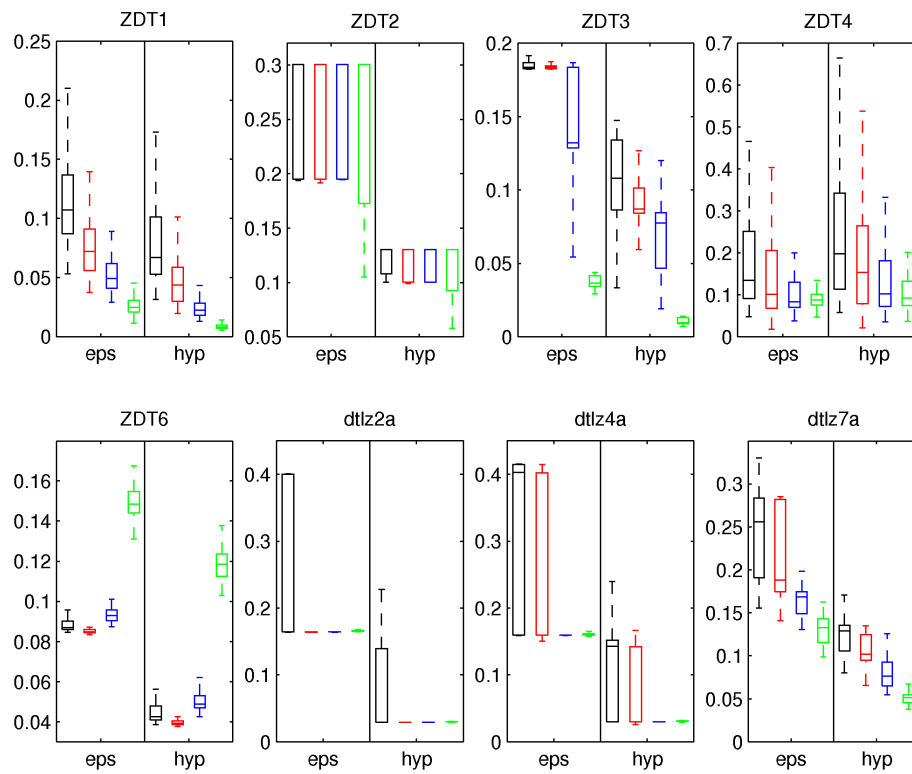 ZDT1 ZDT2 ZDT3 ZDT4
0.25 0.2 0.15 0.1 0.05 0
0.3 0.25 0.2 0.15 0.1 0.05
0.2 0.15 0.1 0.05 0
0.7 0.6 0.5 0.4 0.3 0.2 0.1 0
eps hyp eps hyp eps hyp eps hyp
ZDT6 dtlz2a dtlz4a dtlz7a
0.16 0.14 0.12 0.1 0.08 0.06 0.04
0.4 0.3 0.2 0.1 0
0.4 0.3 0.2 0.1 0
0.3 0.25 0.2 0.15 0.1 0.05 0
eps hyp eps hyp eps hyp eps hyp